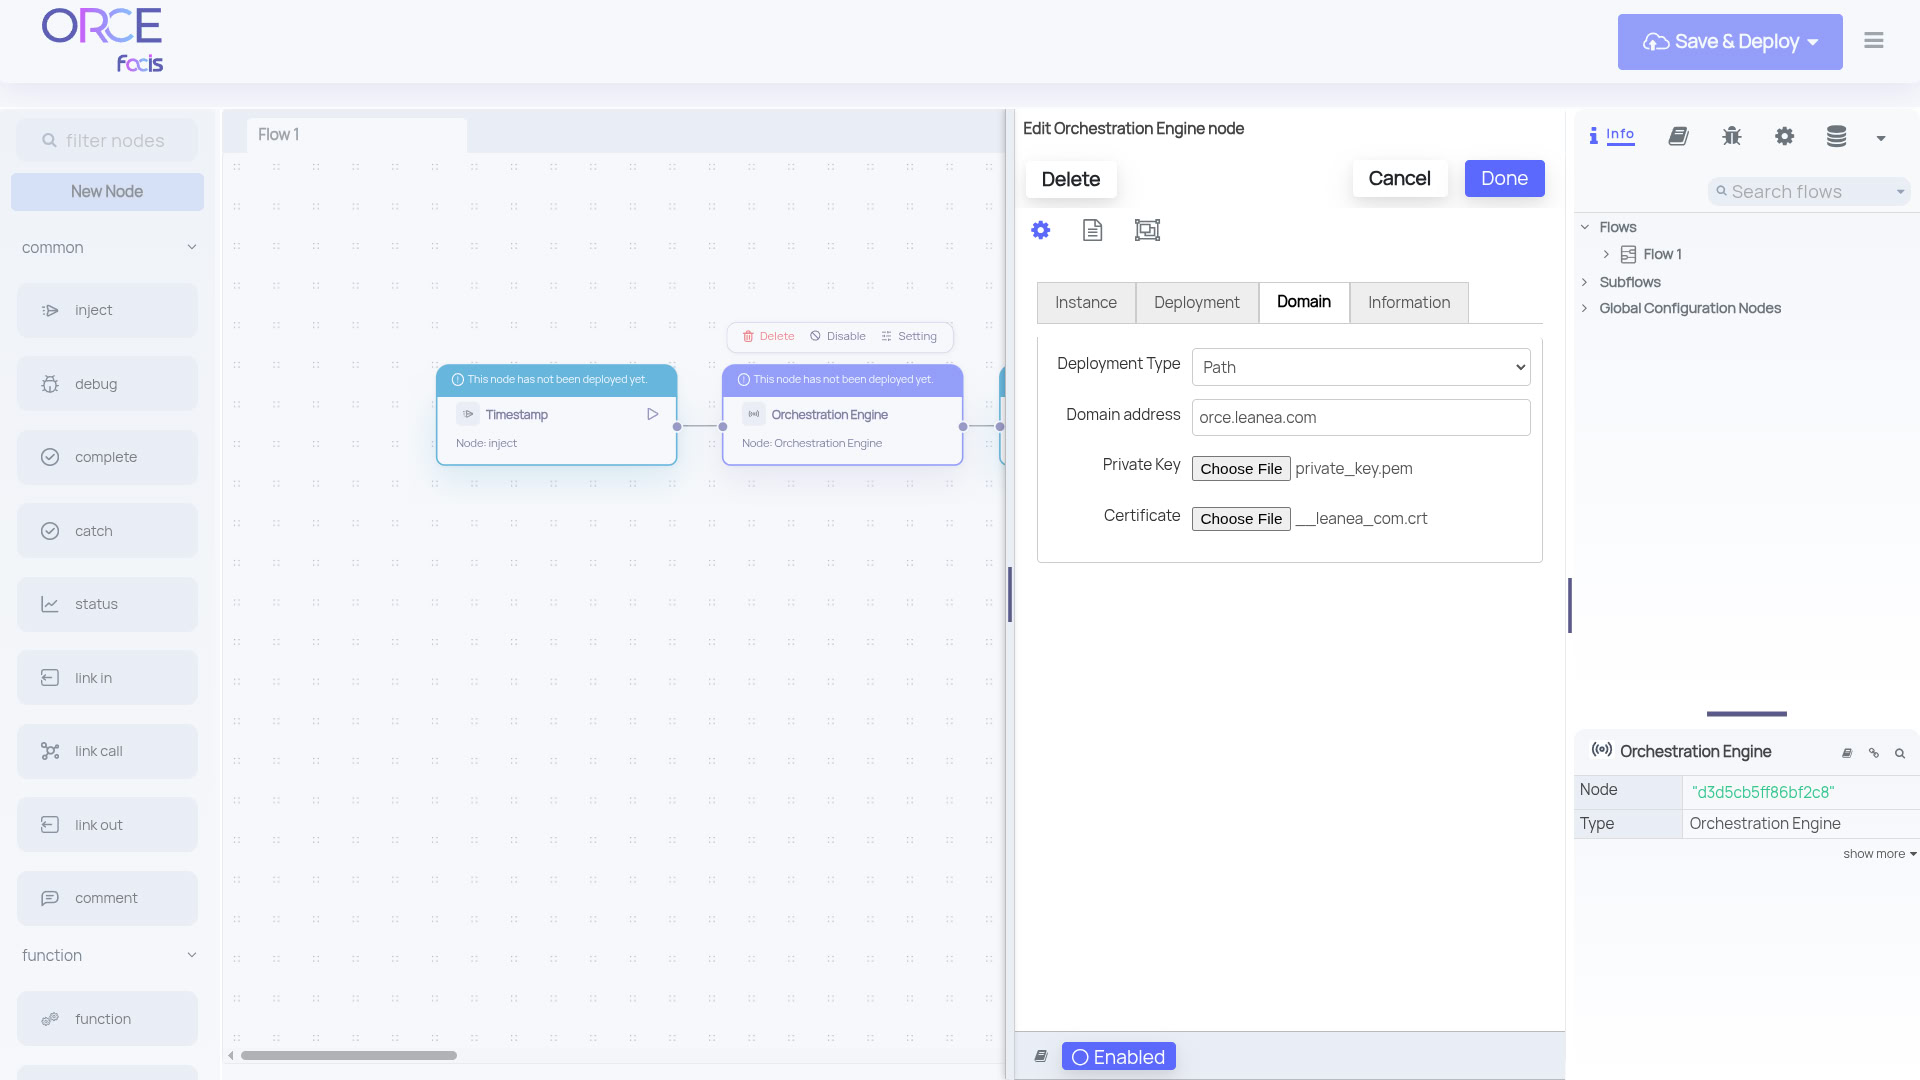 ORCE
facis
Save & Deploy
filter nodes
New Node
common
inject
debug
complete
catch
status
link in
link call
link out
comment
function
function
Flow 1
Delete Disable Setting
This node has not been deployed yet.
Timestamp
Node: inject
This node has not been deployed yet.
Orchestration Engine
Node: Orchestration Engine
Edit Orchestration Engine node
Delete
Cancel
Done
Instance
Deployment
Domain
Information
Deployment Type
Path
Domain address
orce.leanea.com
Private Key
Choose File private_key.pem
Certificate
Choose File __leanea_com.crt
Enabled
Info
Search flows
Flows
Flow 1
Subflows
Global Configuration Nodes
Orchestration Engine
Node
"d3d5cb5ff86bf2c8"
Type
Orchestration Engine
show more